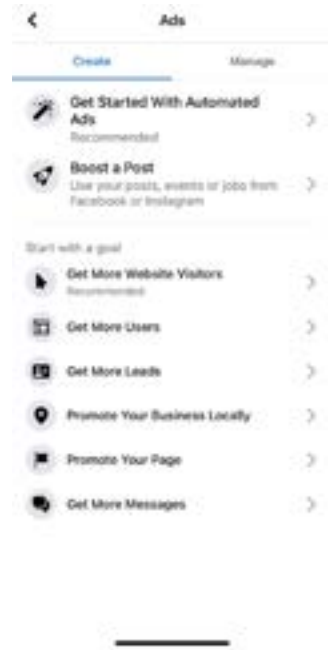 Ads
Create
Manage
Get Started With Automated
Ads
Recommended
Boost a Post
Use your posts, events or jobs from
Facebook or Instagram
Start with a goal
Get More Website Visitors
Recommended
Get More Users
Get More Leads
Promote Your Business Locally
Promote Your Page
Get More Messages